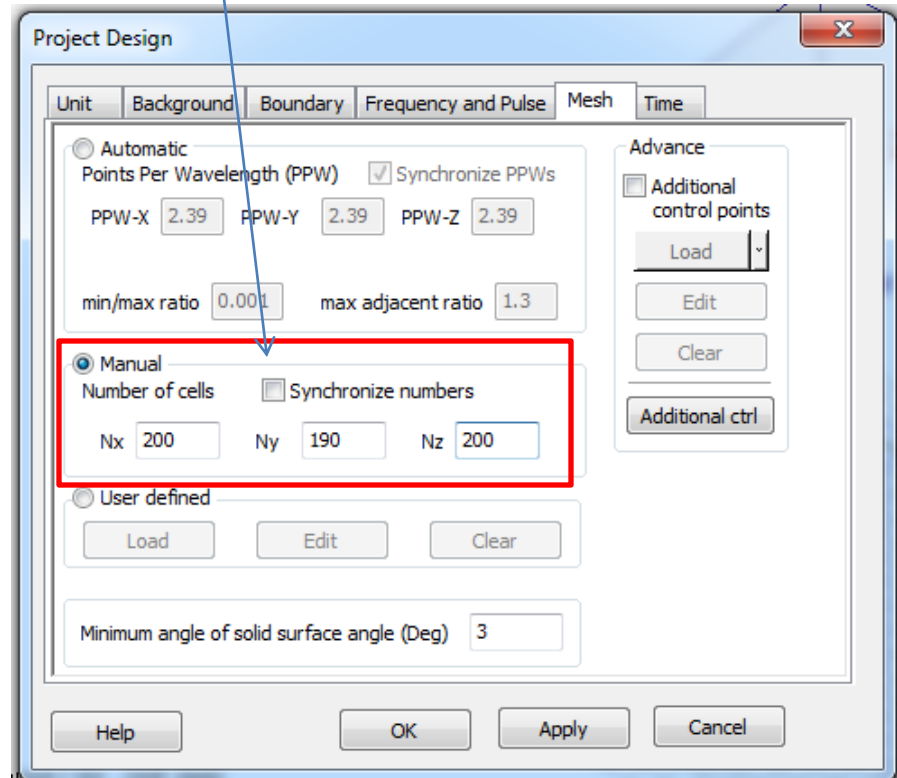 Project Design
x
Unit Background Boundary Frequency and Pulse Mesh Time
Automatic
Points Per Wavelength (PPW) Synchronize PPWs
PPW-X 2.39 PPW-Y 2.39 PPW-Z 2.39
min/max ratio 0.001 max adjacent ratio 1.3
Manual
Number of cells Synchronize numbers
Nx 200 Ny 190 Nz 200
User defined
Load Edit Clear
Minimum angle of solid surface angle (Deg) 3
Advance
Additional
control points
Load
Edit
Clear
Additional ctrl
Help OK Apply Cancel